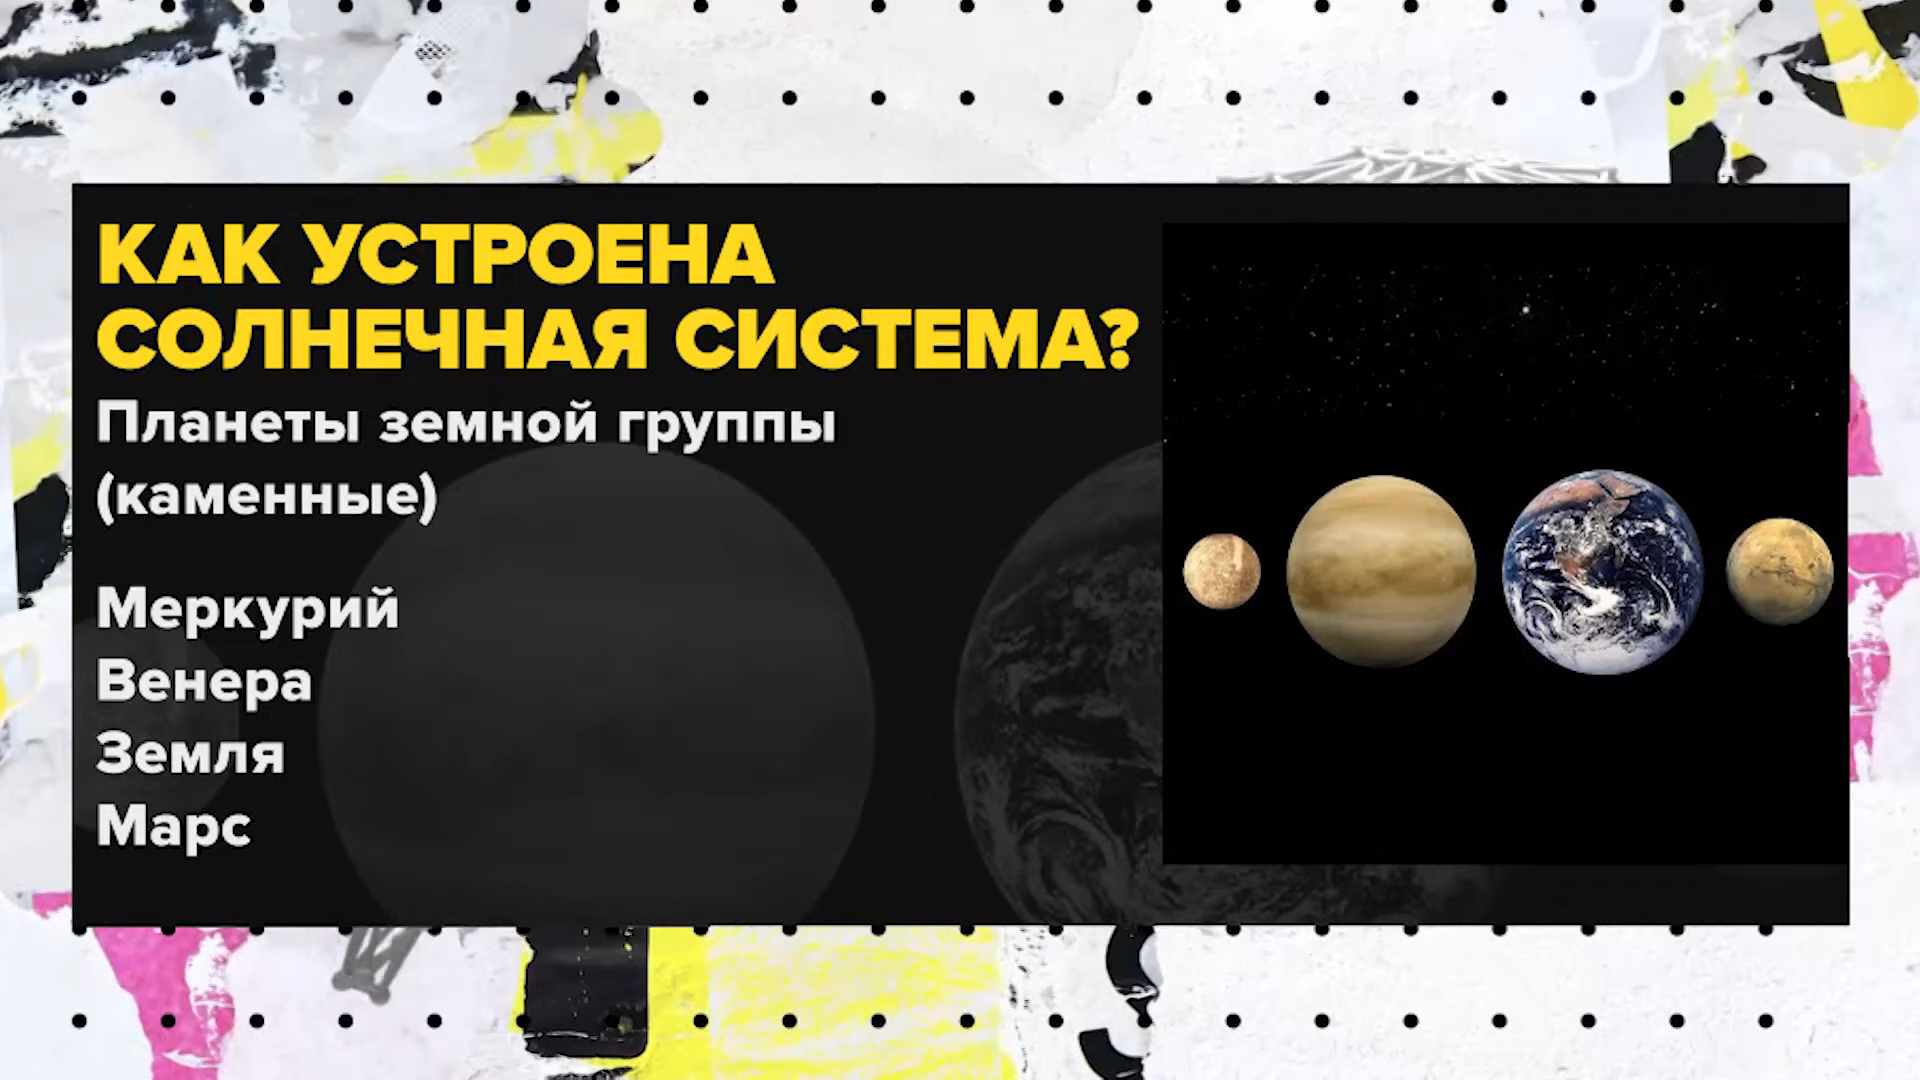 КАК УСТРОЕНА
СОЛНЕЧНАЯ СИСТЕМА?
Планеты земной группы
(каменные)
Меркурий
Венера
Земля
Марс